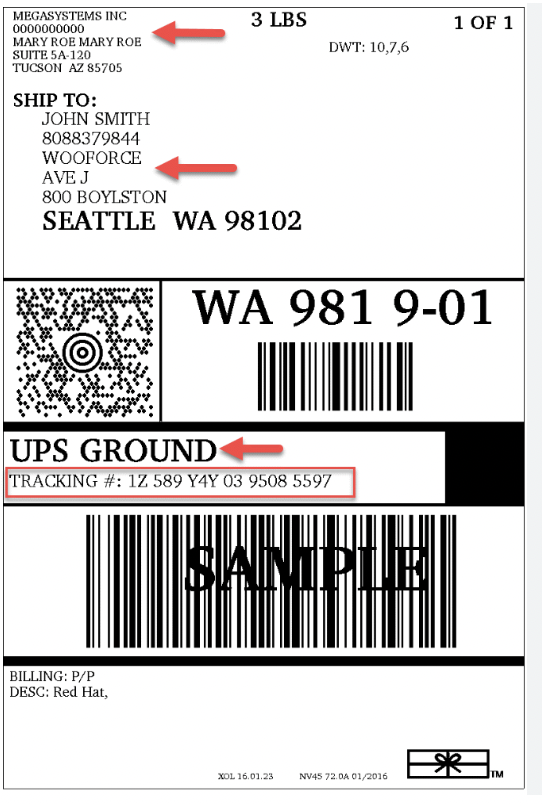 MEGASYSTEMS INC
0000000000
MARY ROE MARY ROE
SUITE 5A-120
TUCSON AZ 85705
3 LBS
1 OF 1
DWT: 10,7,6
SHIP TO:
JOHN SMITH
8088379844
WOOFORCE
AVE J
800 BOYLSTON
SEATTLE WA 98102
WA 981 9-01
UPS GROUND
TRACKING #: 1Z 589 Y4Y 03 9508 5597
SAMPLE
BILLING: P/P
DESC: Red Hat,
XOL 16.01.23 NV45 72.0A 01/2016
TM